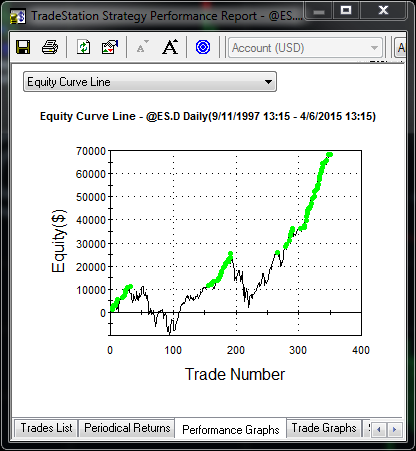 TradeStation Strategy Performance Report - @ES....
Account (USD)
A
Equity Curve Line
Equity Curve Line - @ES.D Daily(9/11/1997 13:15 - 4/6/2015 13:15)
70000
60000
50000
40000
30000
20000
10000
0
Equity($)
0 100 200 300 400
Trade Number
Trades List Periodical Returns Performance Graphs Trade Graphs